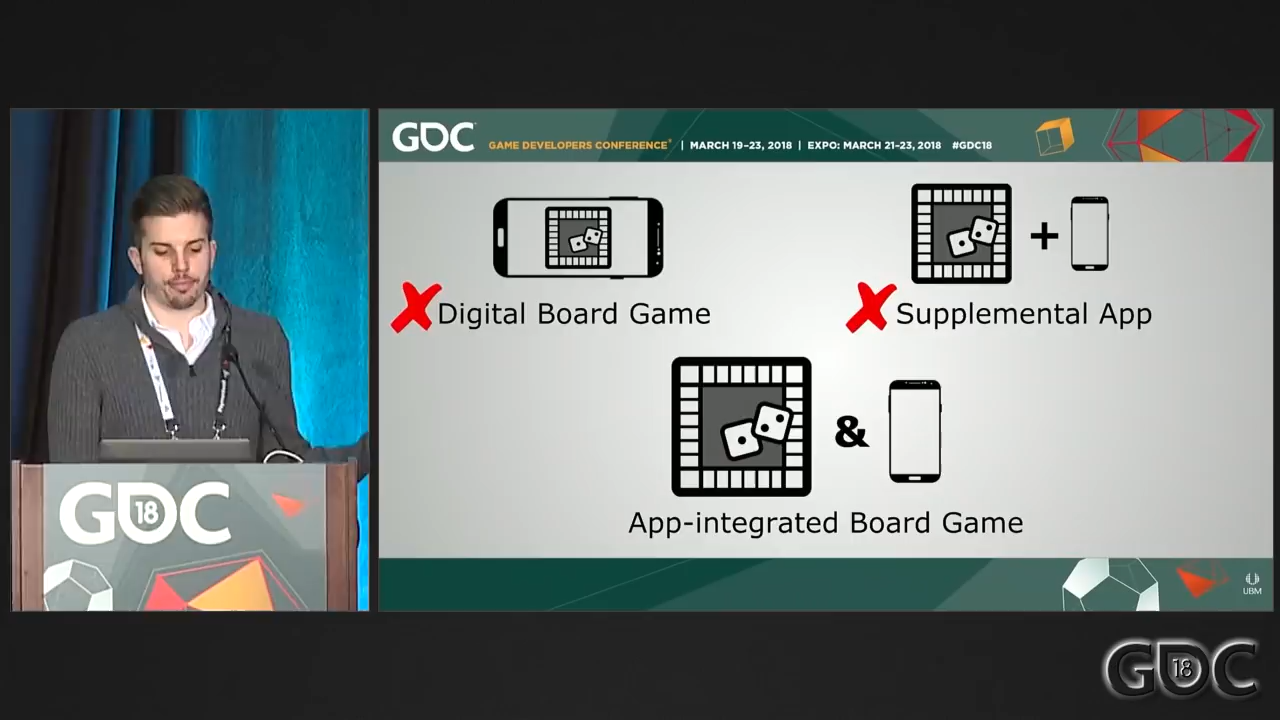 GDC GAME DEVELOPERS CONFERENCE® | MARCH 19–23, 2018 | EXPO: MARCH 21–23, 2018 #GDC18
+
Digital Board Game
Supplemental App
&
App-integrated Board Game
GDC 18
UBM
GDC 18